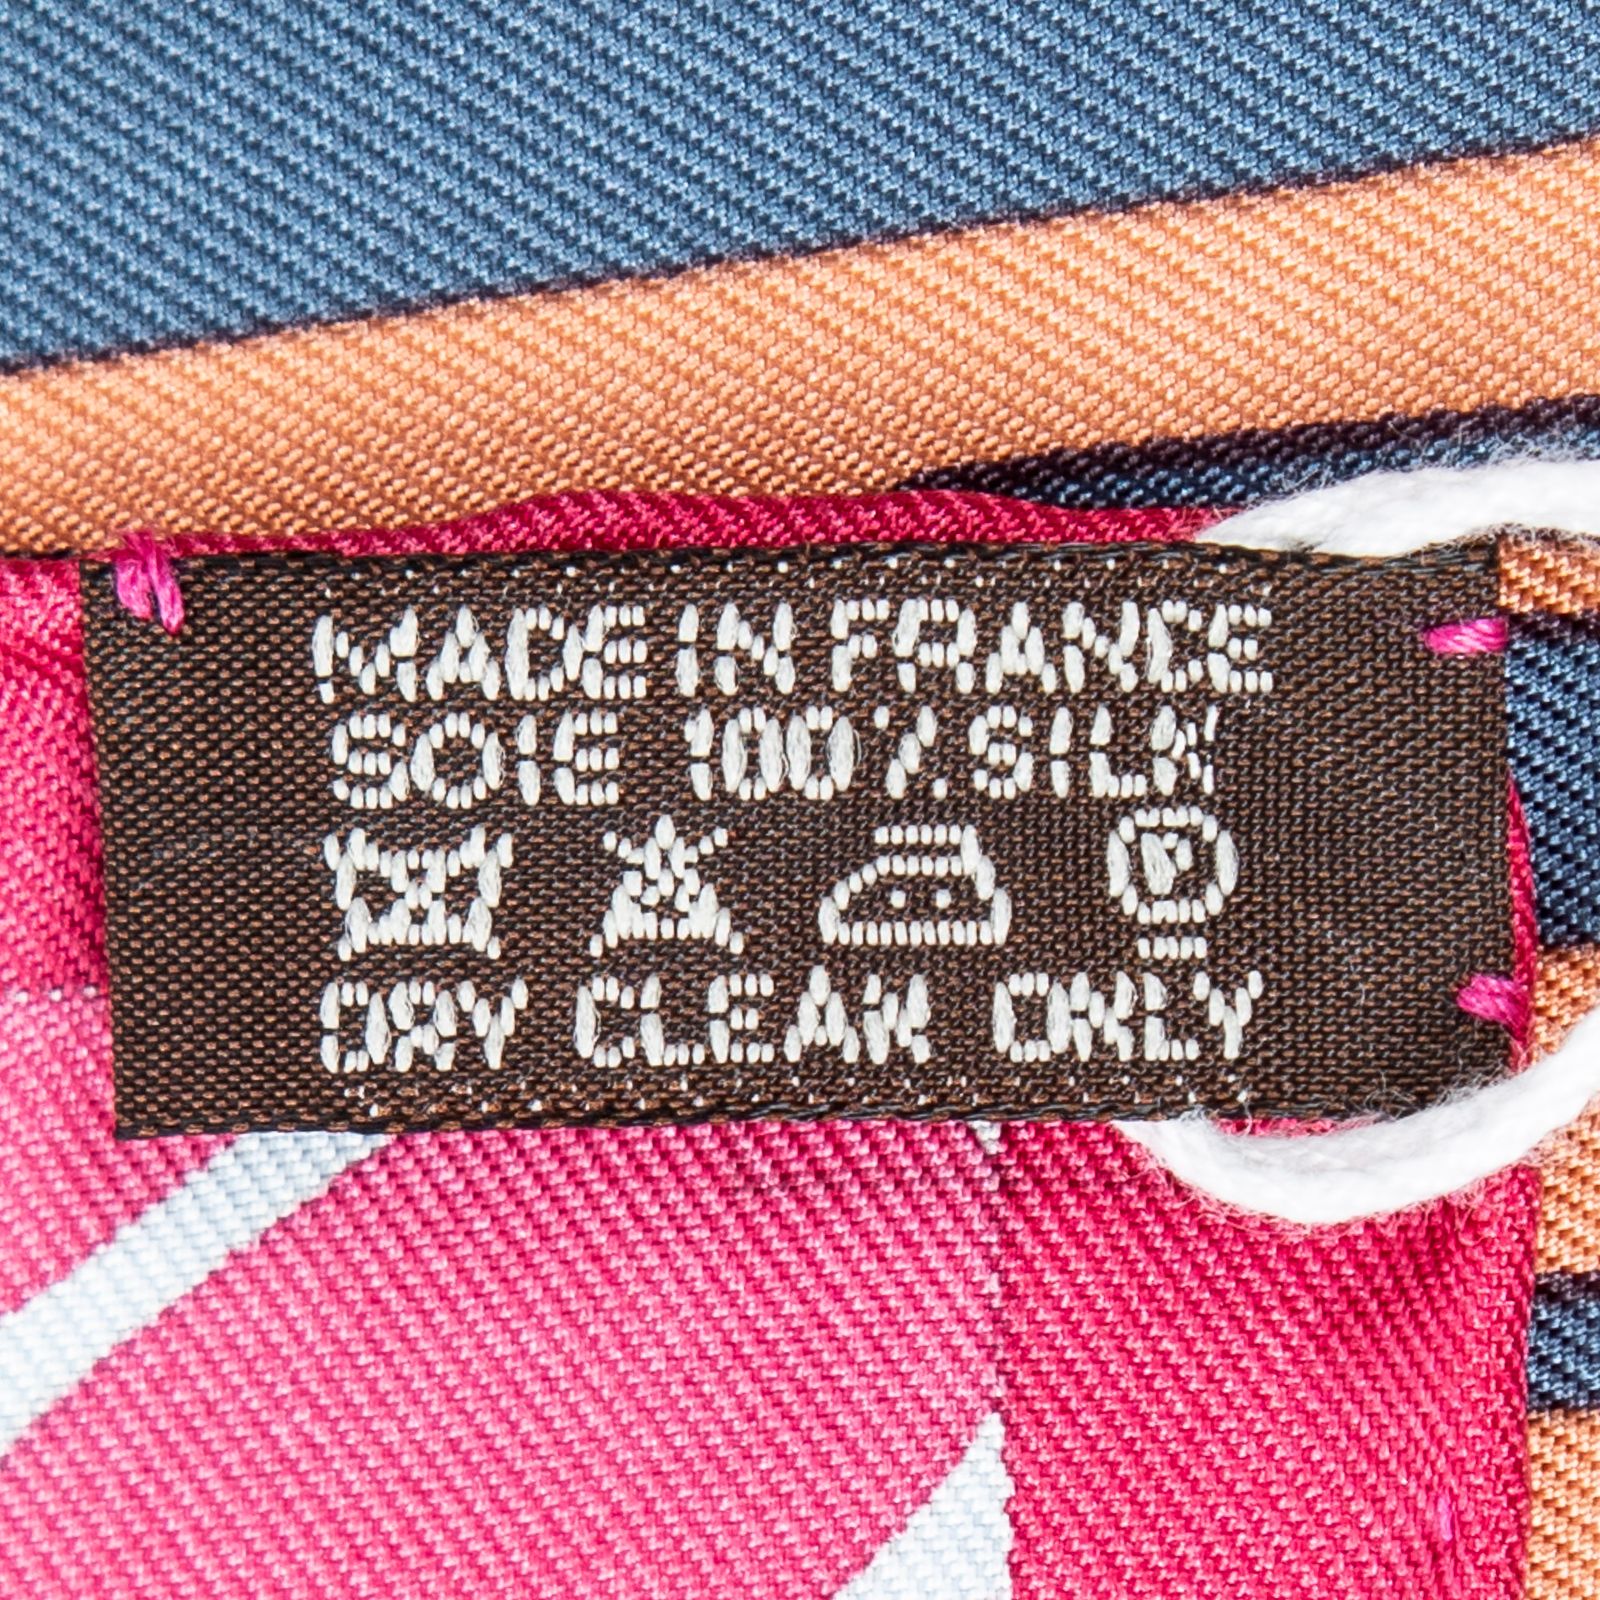 MADE IN FRANCE
SOIE 100% SILK
P
DRY CLEAN ONLY